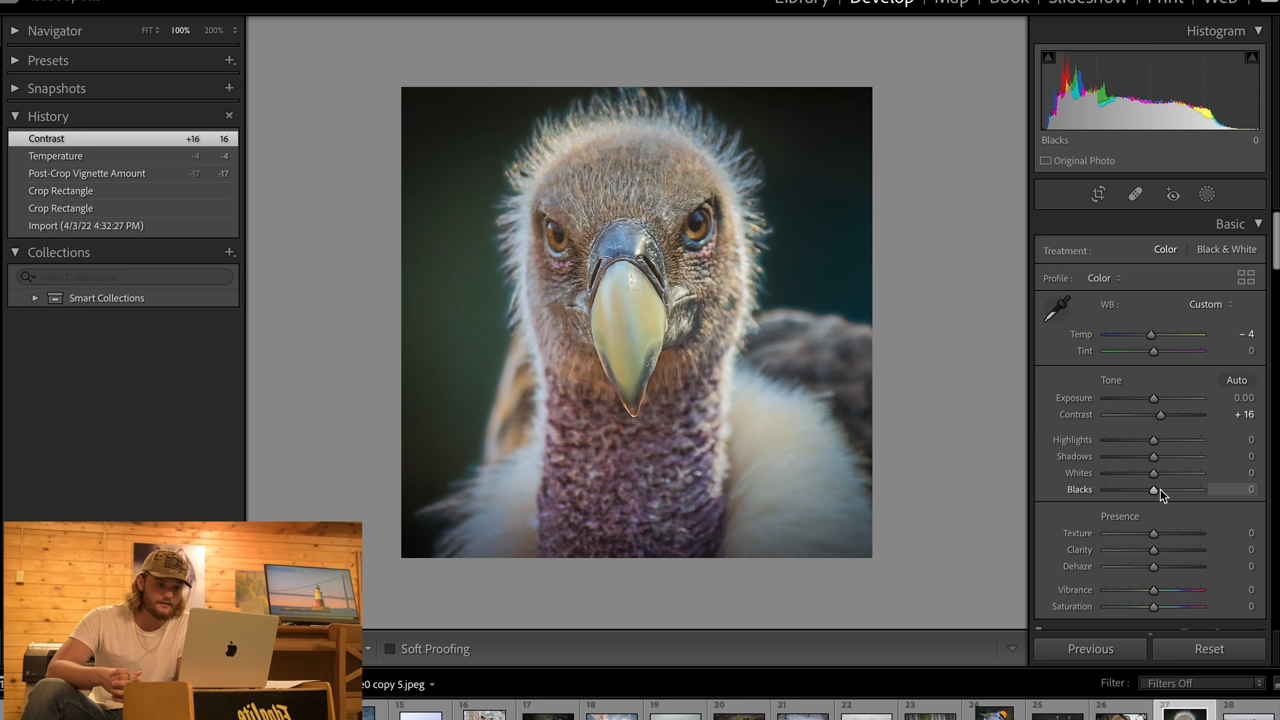 Library Develop Map Book Slideshow Print Web
Navigator FIT 100% 200%
Presets
Snapshots
History
Contrast +16 16
Temperature -4 -4
Post-Crop Vignette Amount -17 -17
Crop Rectangle
Crop Rectangle
Import (4/3/22 4:32:27 PM)
Collections
Filter Collections
Smart Collections
Histogram
Blacks 0
Original Photo
Basic
Treatment : Color Black & White
Profile : Color
WB : Custom
Temp – 4
Tint 0
Tone Auto
Exposure 0.00
Contrast + 16
Highlights 0
Shadows 0
Whites 0
Blacks 0
Presence
Texture 0
Clarity 0
Dehaze 0
Vibrance 0
Saturation 0
Previous Reset
Soft Proofing
0 copy 5.jpeg
Filter : Filters Off
15 16 17 18 19 20 21 22 23 24 25 26 27 28